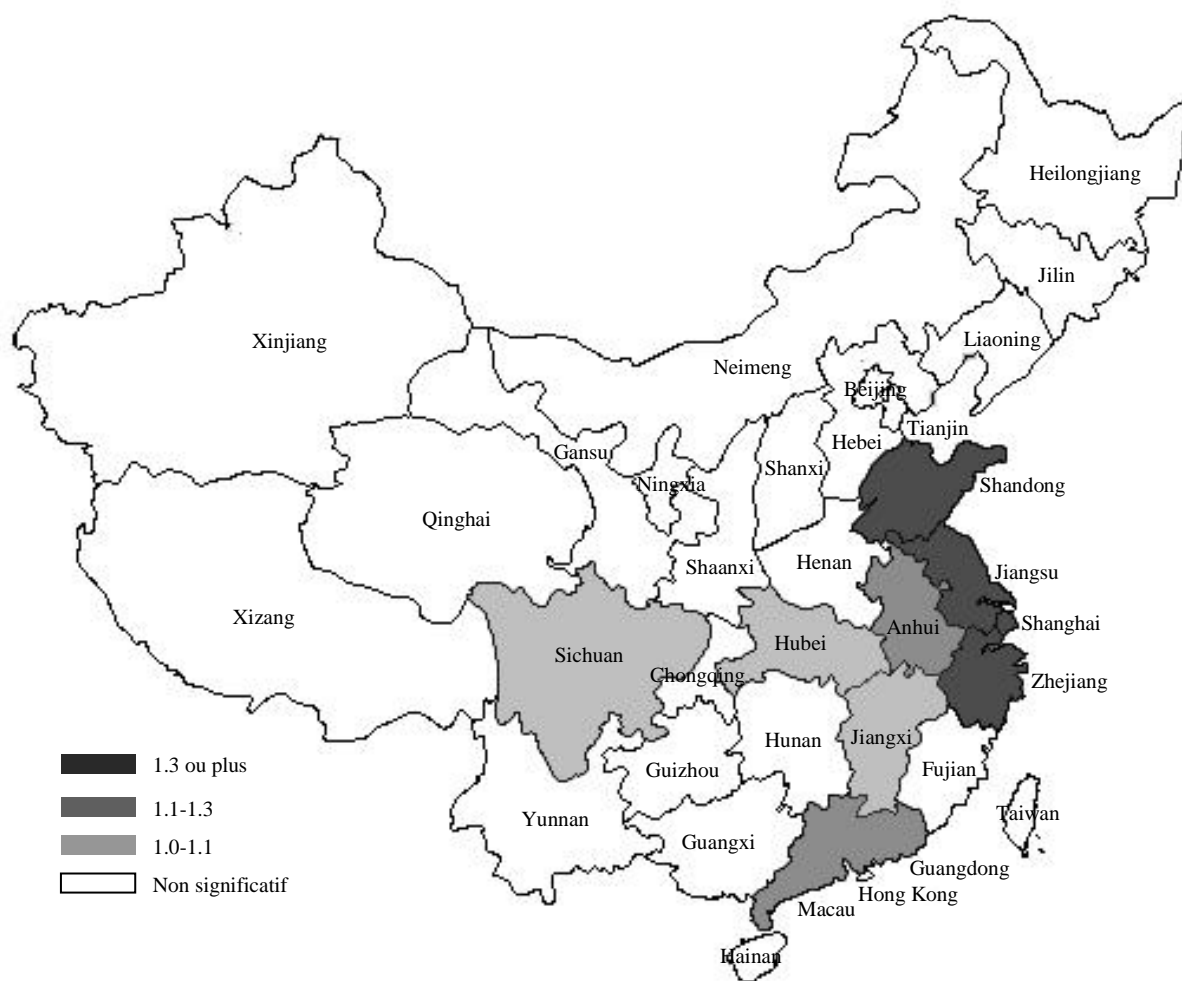 Heilongjiang
Jilin
Liaoning
Xinjiang
Neimeng
Beijing
Tianjin
Hebei
Gansu
Shanxi
Ningxia
Shandong
Qinghai
Shaanxi
Henan
Jiangsu
Xizang
Shanghai
Anhui
Hubei
Sichuan
Chongqing
Zhejiang
Hunan
Jiangxi
1.3 ou plus
Guizhou
Fujian
1.1-1.3
Taiwan
Yunnan
Guangxi
1.0-1.1
Guangdong
Non significatif
Hong Kong
Macau
Hainan